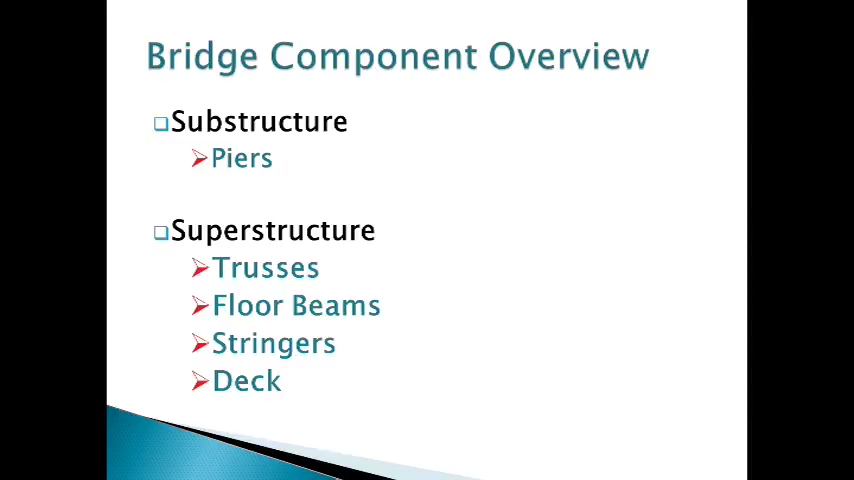 Bridge Component Overview
Substructure
Piers
Superstructure
Trusses
Floor Beams
Stringers
Deck